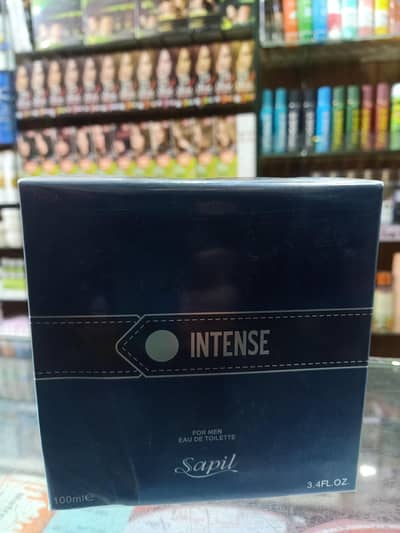 INTENSE
FOR MEN
EAU DE TOILETTE
Sapil
100ml℮
3.4FL.OZ.